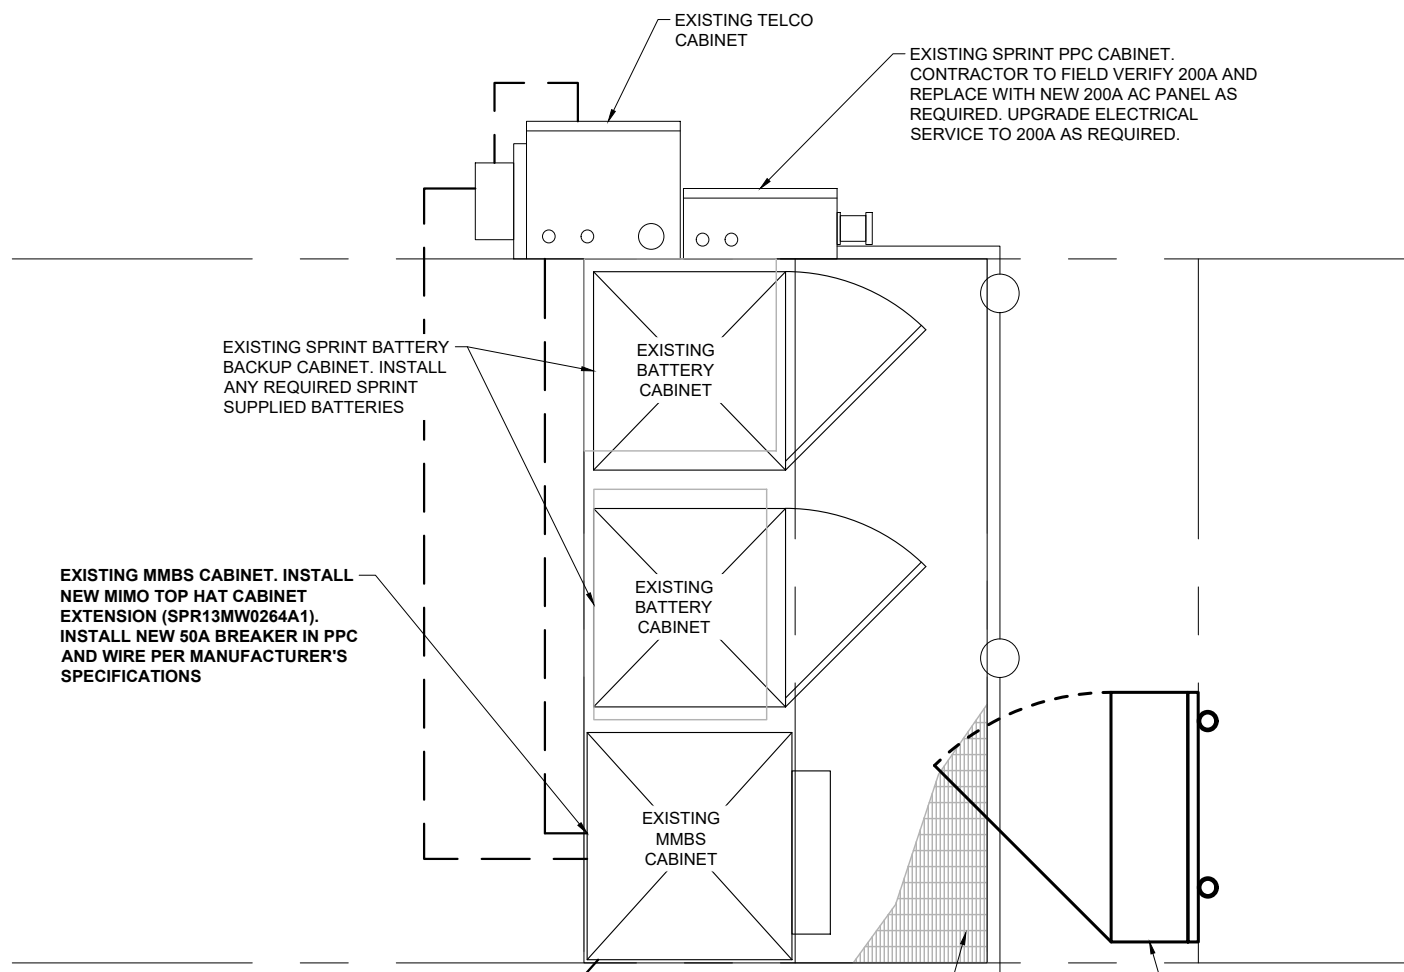 EXISTING TELCO
CABINET
EXISTING SPRINT PPC CABINET.
CONTRACTOR TO FIELD VERIFY 200A AND
REPLACE WITH NEW 200A AC PANEL AS
REQUIRED. UPGRADE ELECTRICAL
SERVICE TO 200A AS REQUIRED.
EXISTING SPRINT BATTERY
BACKUP CABINET. INSTALL
ANY REQUIRED SPRINT
SUPPLIED BATTERIES
EXISTING
BATTERY
CABINET
EXISTING MMBS CABINET. INSTALL
NEW MIMO TOP HAT CABINET
EXTENSION (SPR13MW0264A1).
INSTALL NEW 50A BREAKER IN PPC
AND WIRE PER MANUFACTURER'S
SPECIFICATIONS
EXISTING
BATTERY
CABINET
EXISTING
MMBS
CABINET